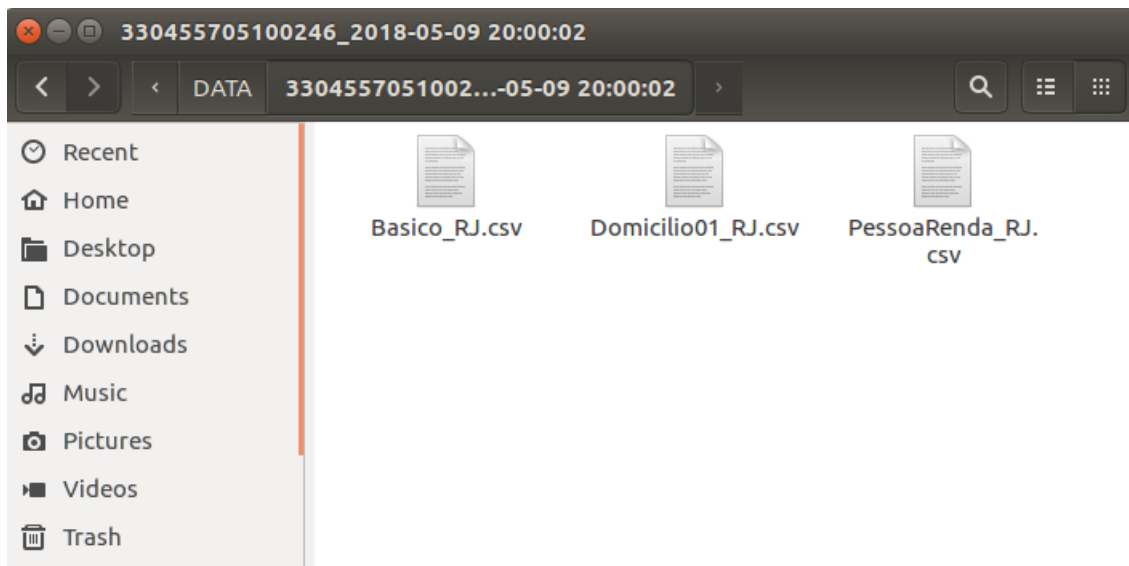 330455705100246_2018-05-09 20:00:02
DATA
3304557051002...-05-09 20:00:02
Recent
Home
Desktop
Documents
Downloads
Music
Pictures
Videos
Trash
Basico_RJ.csv
Domicilio01_RJ.csv
PessoaRenda_RJ.
csv